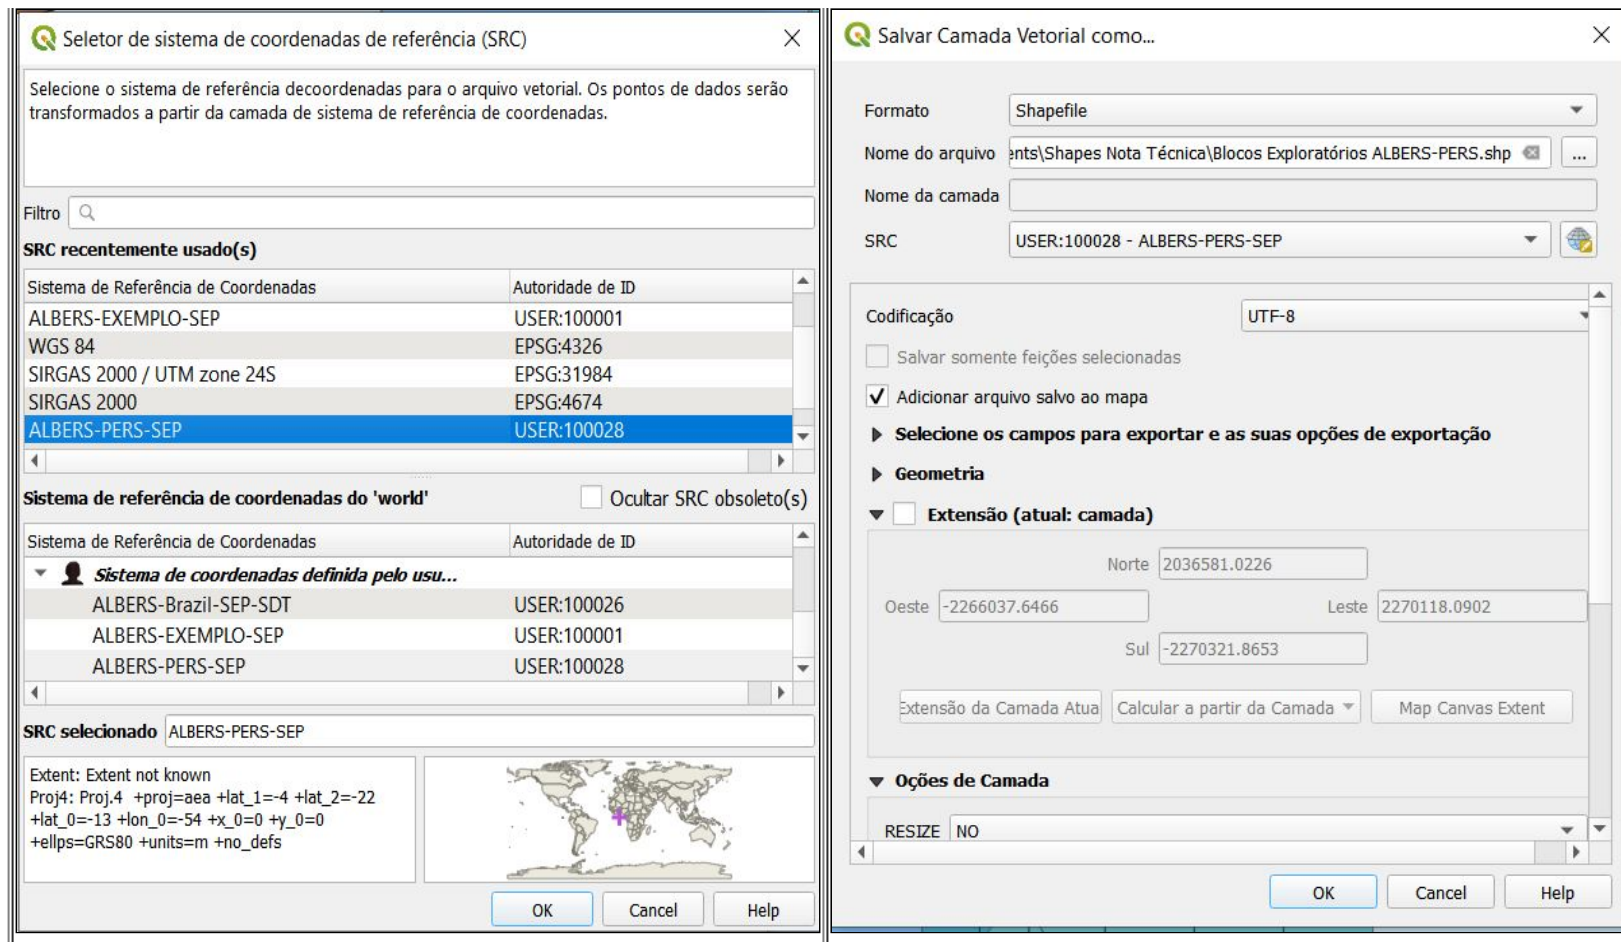 Seletor de sistema de coordenadas de referência (SRC)
Selecione o sistema de referência decoordenadas para o arquivo vetorial. Os pontos de dados serão
transformados a partir da camada de sistema de referência de coordenadas.
Filtro
SRC recentemente usado(s)
Sistema de Referência de Coordenadas Autoridade de ID
ALBERS-EXEMPLO-SEP USER:100001
WGS 84 EPSG:4326
SIRGAS 2000 / UTM zone 24S EPSG:31984
SIRGAS 2000 EPSG:4674
ALBERS-PERS-SEP USER:100028
Sistema de referência de coordenadas do 'world' Ocultar SRC obsoleto(s)
Sistema de Referência de Coordenadas Autoridade de ID
Sistema de coordenadas definida pelo usu...
ALBERS-Brazil-SEP-SDT USER:100026
ALBERS-EXEMPLO-SEP USER:100001
ALBERS-PERS-SEP USER:100028
SRC selecionado ALBERS-PERS-SEP
Extent: Extent not known
Proj4: Proj.4 +proj=aea +lat_1=-4 +lat_2=-22
+lat_0=-13 +lon_0=-54 +x_0=0 +y_0=0
+ellps=GRS80 +units=m +no_defs
OK Cancel Help
Salvar Camada Vetorial como...
Formato Shapefile
Nome do arquivo ents\Shapes Nota Técnica\Blocos Exploratórios ALBERS-PERS.shp ...
Nome da camada
SRC USER:100028 - ALBERS-PERS-SEP
Codificação UTF-8
Salvar somente feições selecionadas
Adicionar arquivo salvo ao mapa
Selecione os campos para exportar e as suas opções de exportação
Geometria
Extensão (atual: camada)
Norte 2036581.0226
Oeste -2266037.6466 Leste 2270118.0902
Sul -2270321.8653
Extensão da Camada Atua Calcular a partir da Camada Map Canvas Extent
Oções de Camada
RESIZE NO
OK Cancel Help